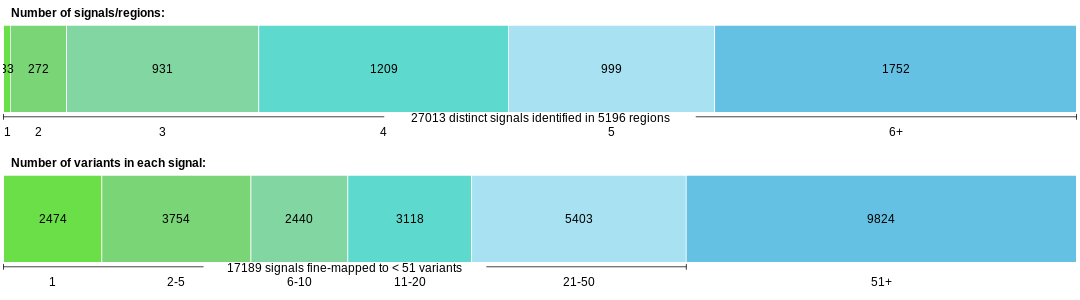 Number of signals/regions:
33 272 931 1209 999 1752
27013 distinct signals identified in 5196 regions
1 2 3 4 5 6+
Number of variants in each signal:
2474 3754 2440 3118 5403 9824
17189 signals fine-mapped to < 51 variants
1 2-5 6-10 11-20 21-50 51+